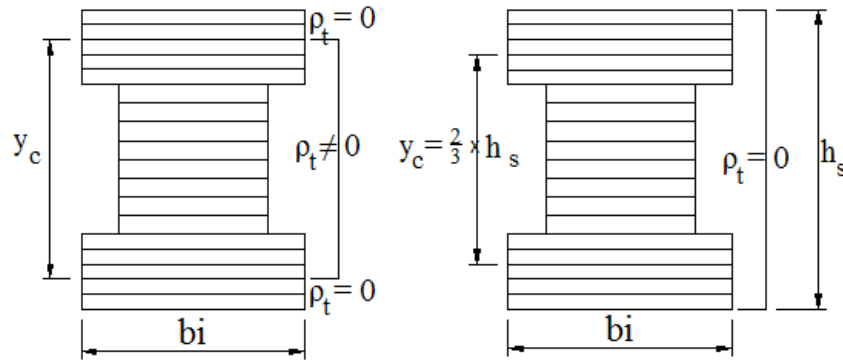 ρt = 0
yc
ρt ≠ 0
ρt = 0
bi
yc = 2/3 × hs
ρt = 0
hs
bi